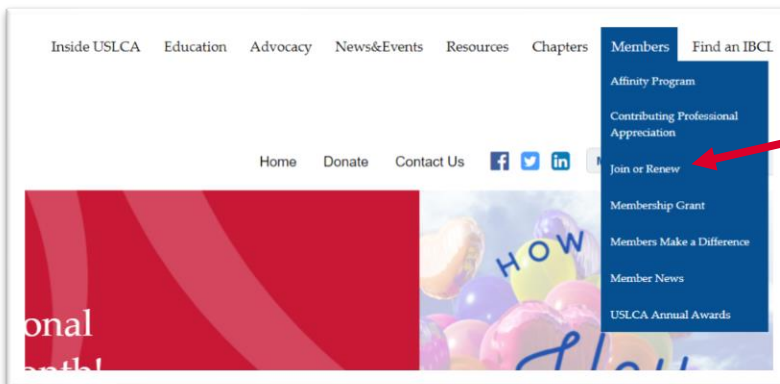 Inside USLCA Education Advocacy News&Events Resources Chapters Members Find an IBCL
Affinity Program
Contributing Professional
Appreciation
Join or Renew
Membership Grant
Members Make a Difference
Member News
USLCA Annual Awards
Home Donate Contact Us
HOW
onal